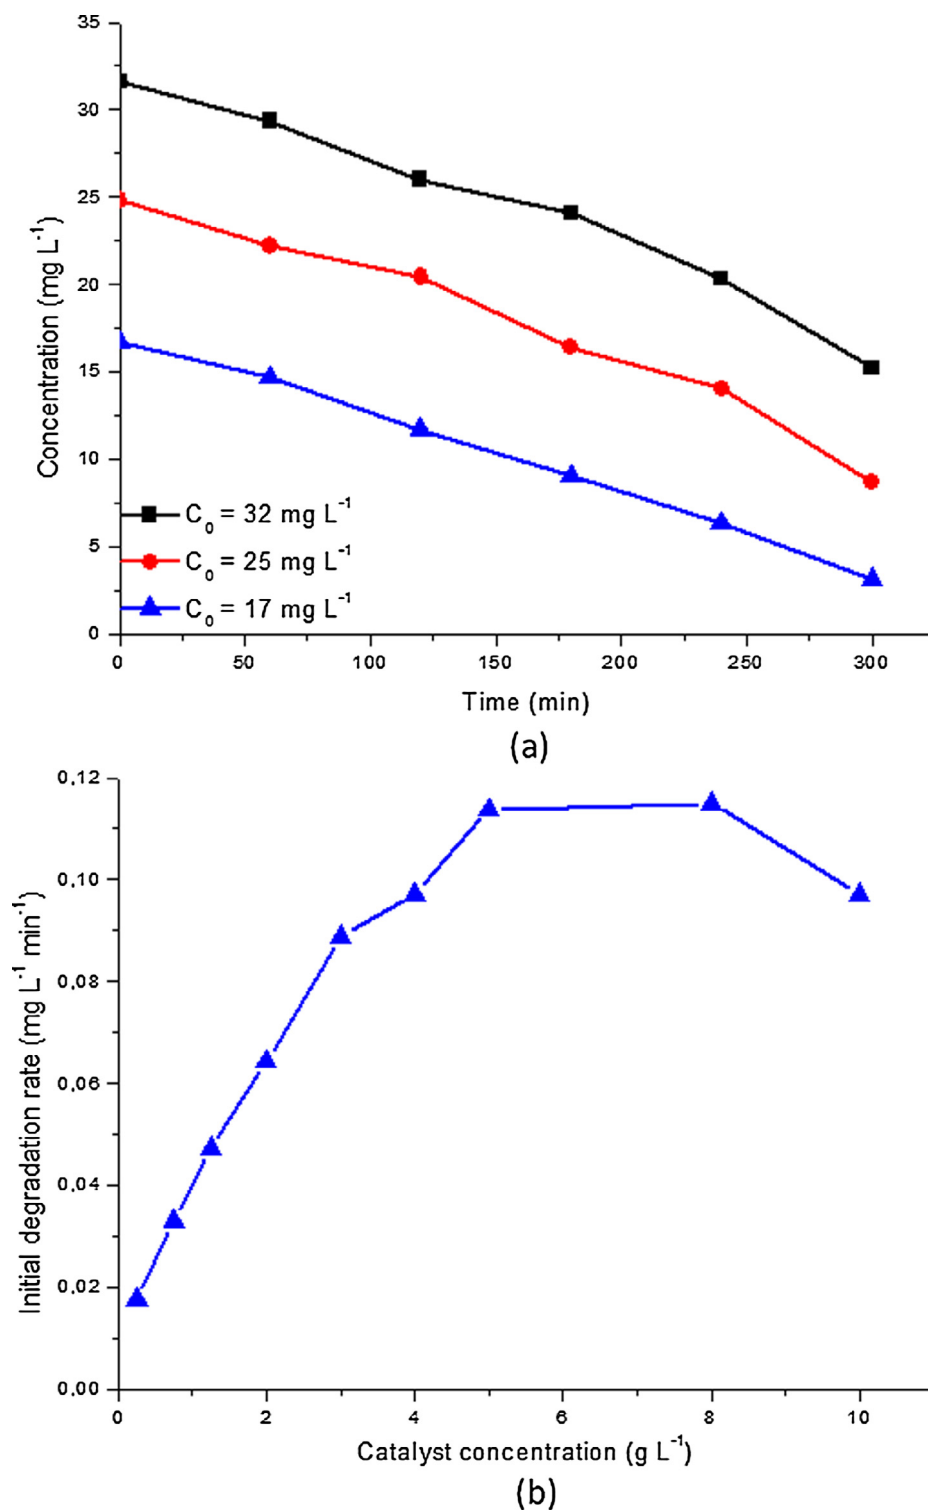 35
30
25
20
15
10
5
0
Concentration (mg L⁻¹)
C₀ = 32 mg L⁻¹
C₀ = 25 mg L⁻¹
C₀ = 17 mg L⁻¹
0 50 100 150 200 250 300
Time (min)
(a)
0,12
0,10
0,08
0,06
0,04
0,02
0,00
Initial degradation rate (mg L⁻¹ min⁻¹)
0 2 4 6 8 10
Catalyst concentration (g L⁻¹)
(b)